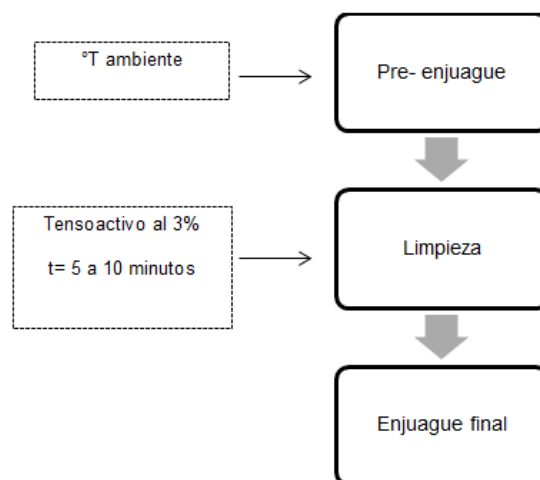 °T ambiente
Pre- enjuague
Tensoactivo al 3%
t= 5 a 10 minutos
Limpieza
Enjuague final